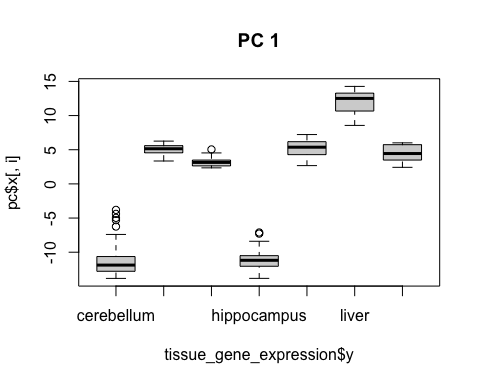 PC 1
pc$x[, i]
15
10
5
0
-5
-10
cerebellum hippocampus liver
tissue_gene_expression$y